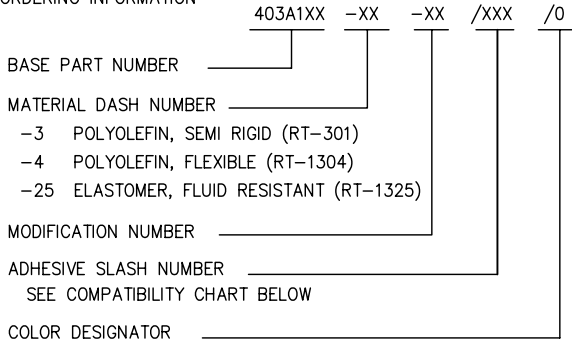 ORDERING INFORMATION
403A1XX -XX -XX /XXX /0
BASE PART NUMBER
MATERIAL DASH NUMBER
-3 POLYOLEFIN, SEMI RIGID (RT-301)
-4 POLYOLEFIN, FLEXIBLE (RT-1304)
-25 ELASTOMER, FLUID RESISTANT (RT-1325)
MODIFICATION NUMBER
ADHESIVE SLASH NUMBER
SEE COMPATIBILITY CHART BELOW
COLOR DESIGNATOR